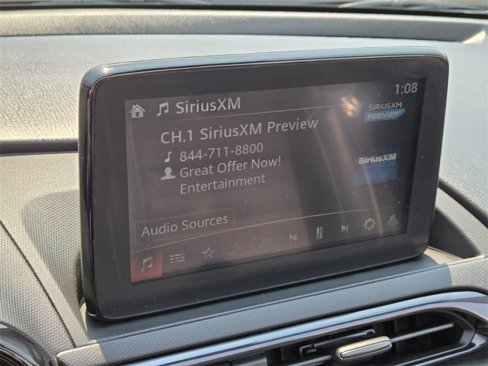 SiriusXM
1:08
SIRIUSXM
PREVIEW
CH.1 SiriusXM Preview
844-711-8800
Great Offer Now!
Entertainment
SiriusXM
Audio Sources